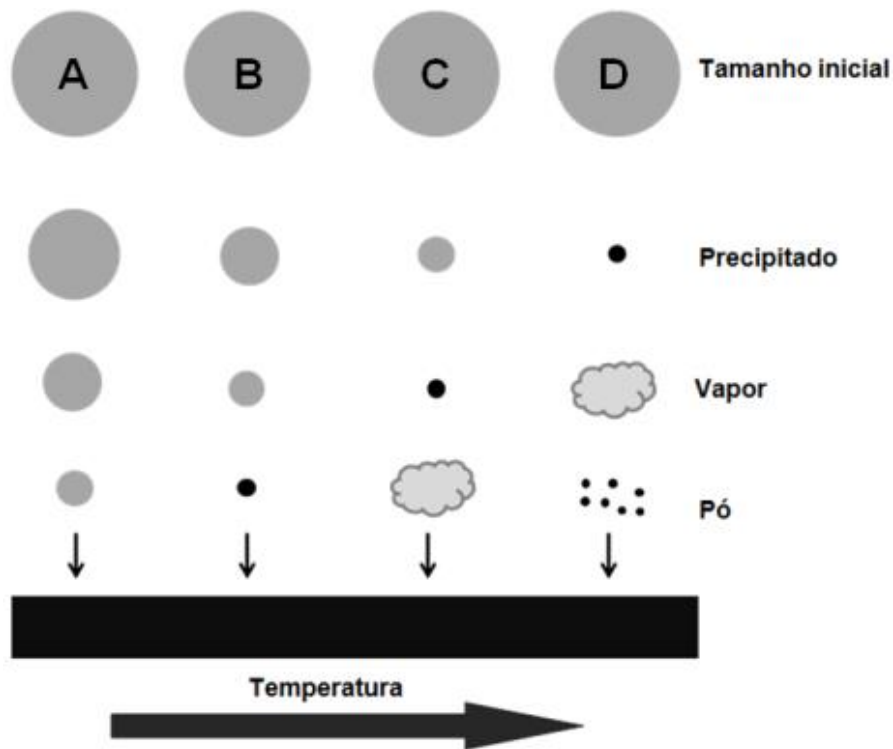 A B C D Tamanho inicial
Precipitado
Vapor
Pó
Temperatura